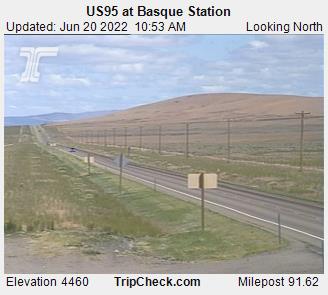 US95 at Basque Station
Updated: Jun 20 2022 10:53 AM Looking North
Elevation 4460 TripCheck.com Milepost 91.62